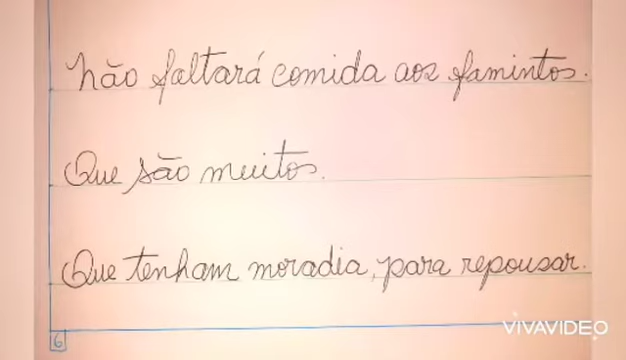 Não faltará comida aos famintos.
Que são muitos.
Que tenham moradia, para repousar.
6
VIVAVIDEO